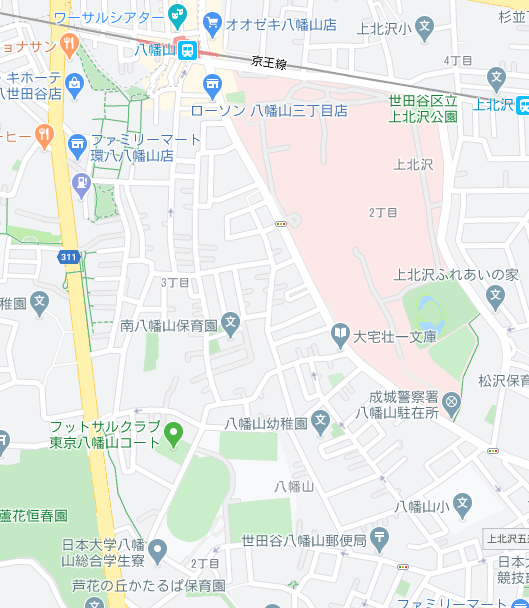 ワーサルシアター
オオゼキ八幡山店
上北沢小
杉並
ョナサン
八幡山
京王線
4丁目
キホーテ
八世田谷店
ローソン 八幡山三丁目店
世田谷区立
上北沢公園
上北沢
ーヒー
ファミリーマート
環八八幡山店
上北沢
2丁目
311
上北沢ふれあいの家
3丁目
稚園
南八幡山保育園
大宅壮一文庫
松沢保育
成城警察署
八幡山駐在所
フットサルクラブ
東京八幡山コート
八幡山幼稚園
八幡山
八幡山小
蘆花恒春園
日本大学八幡
山総合学生寮
世田谷八幡山郵便局
上北沢五
2丁目
日本大
競技
芦花の丘かたるぱ保育園
ファミリーマート